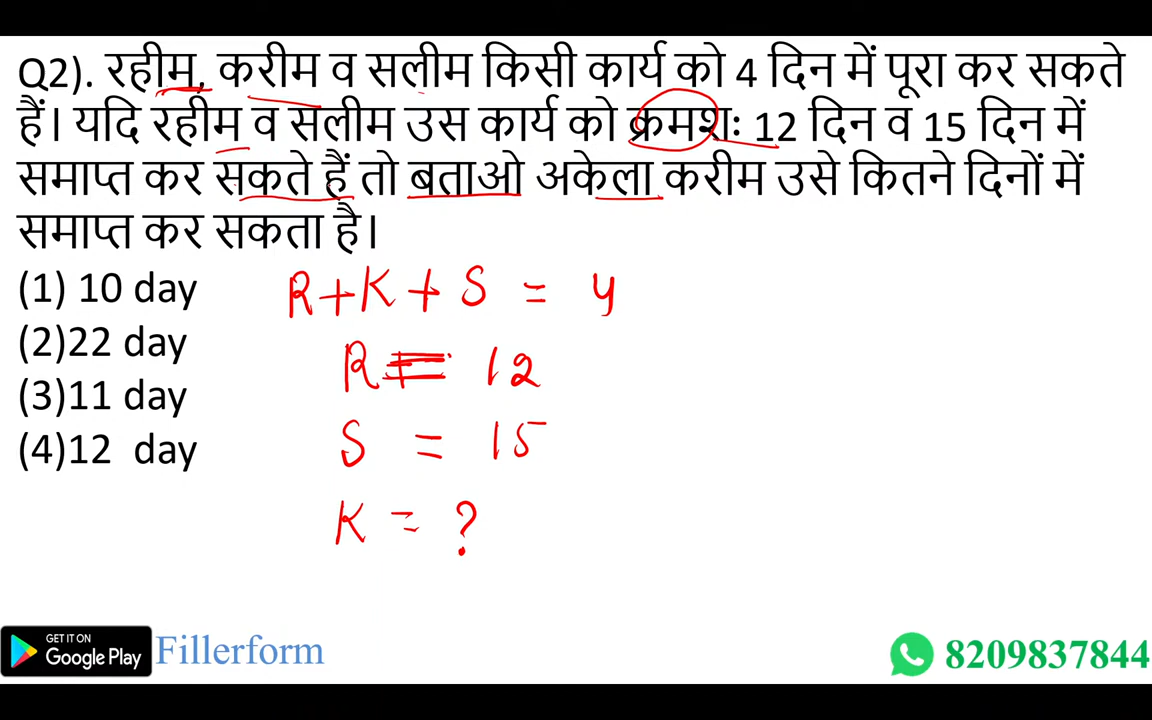 Q2). रहीम, करीम व सलीम किसी कार्य को 4 दिन में पूरा कर सकते
हैं। यदि रहीम व सलीम उस कार्य को क्रमशः 12 दिन व 15 दिन में
समाप्त कर सकते हैं तो बताओ अकेला करीम उसे कितने दिनों में
समाप्त कर सकता है।
(1) 10 day
(2)22 day
(3)11 day
(4)12 day
R+K+S = 4
R = 12
S = 15
K = ?
GET IT ON
Google Play
Fillerform
8209837844